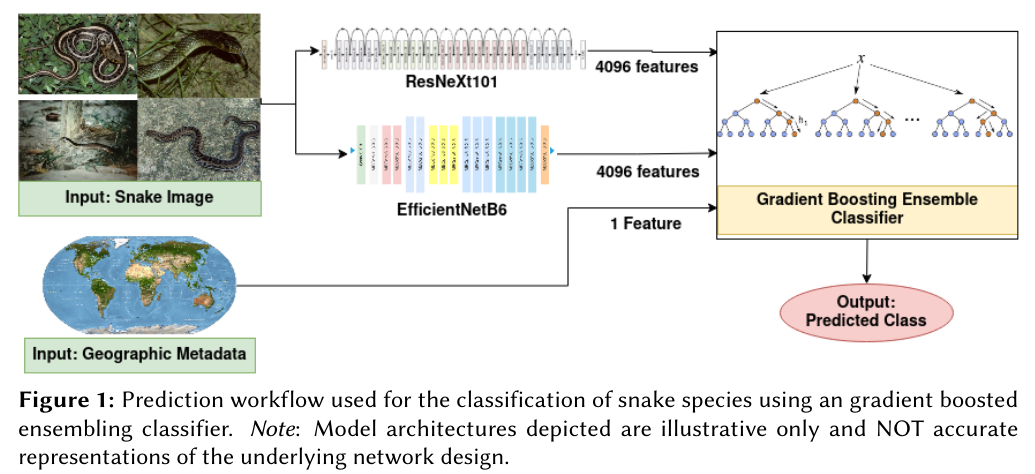 ResNeXt101
4096 features
x
h₁
...
Input: Snake Image
EfficientNetB6
4096 features
1 Feature
Gradient Boosting Ensemble
Classifier
Input: Geographic Metadata
Output:
Predicted Class
Figure 1: Prediction workflow used for the classification of snake species using an gradient boosted
ensembling classifier. Note: Model architectures depicted are illustrative only and NOT accurate
representations of the underlying network design.